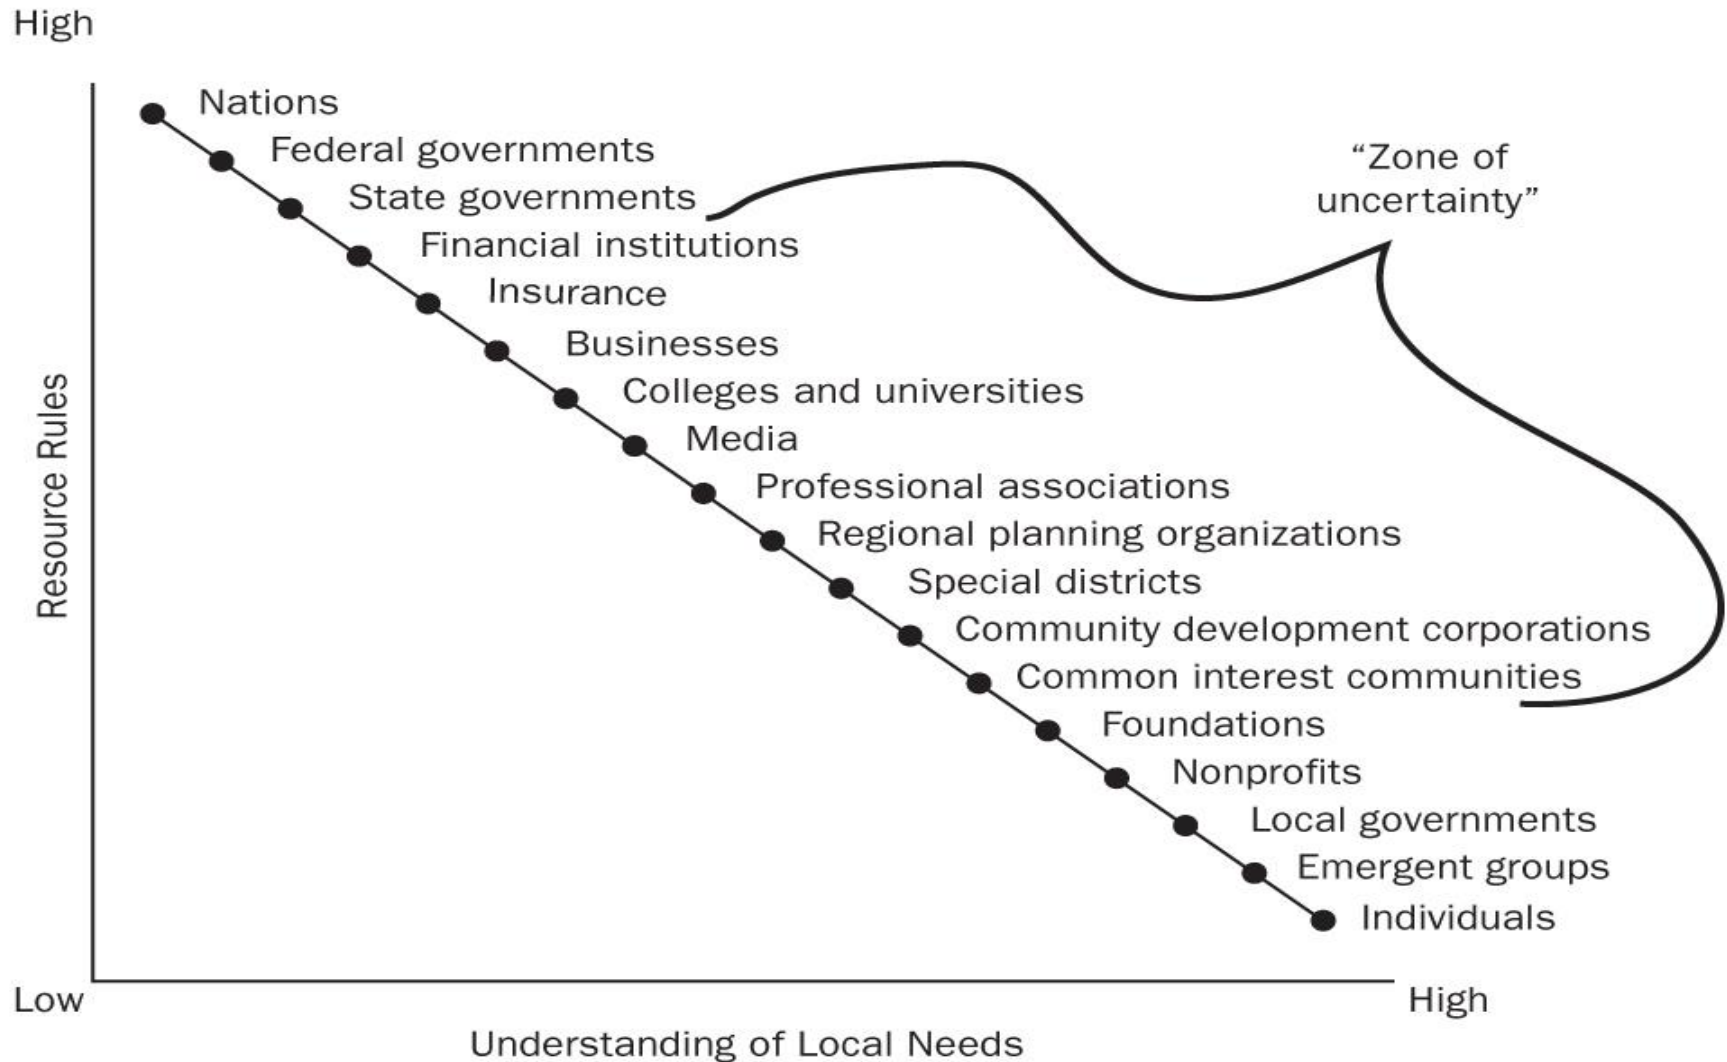 High
Nations
Federal governments
“Zone of
uncertainty”
State governments
Financial institutions
Insurance
Businesses
Colleges and universities
Media
Professional associations
Regional planning organizations
Special districts
Community development corporations
Common interest communities
Foundations
Nonprofits
Local governments
Emergent groups
Individuals
Resource Rules
Low
High
Understanding of Local Needs